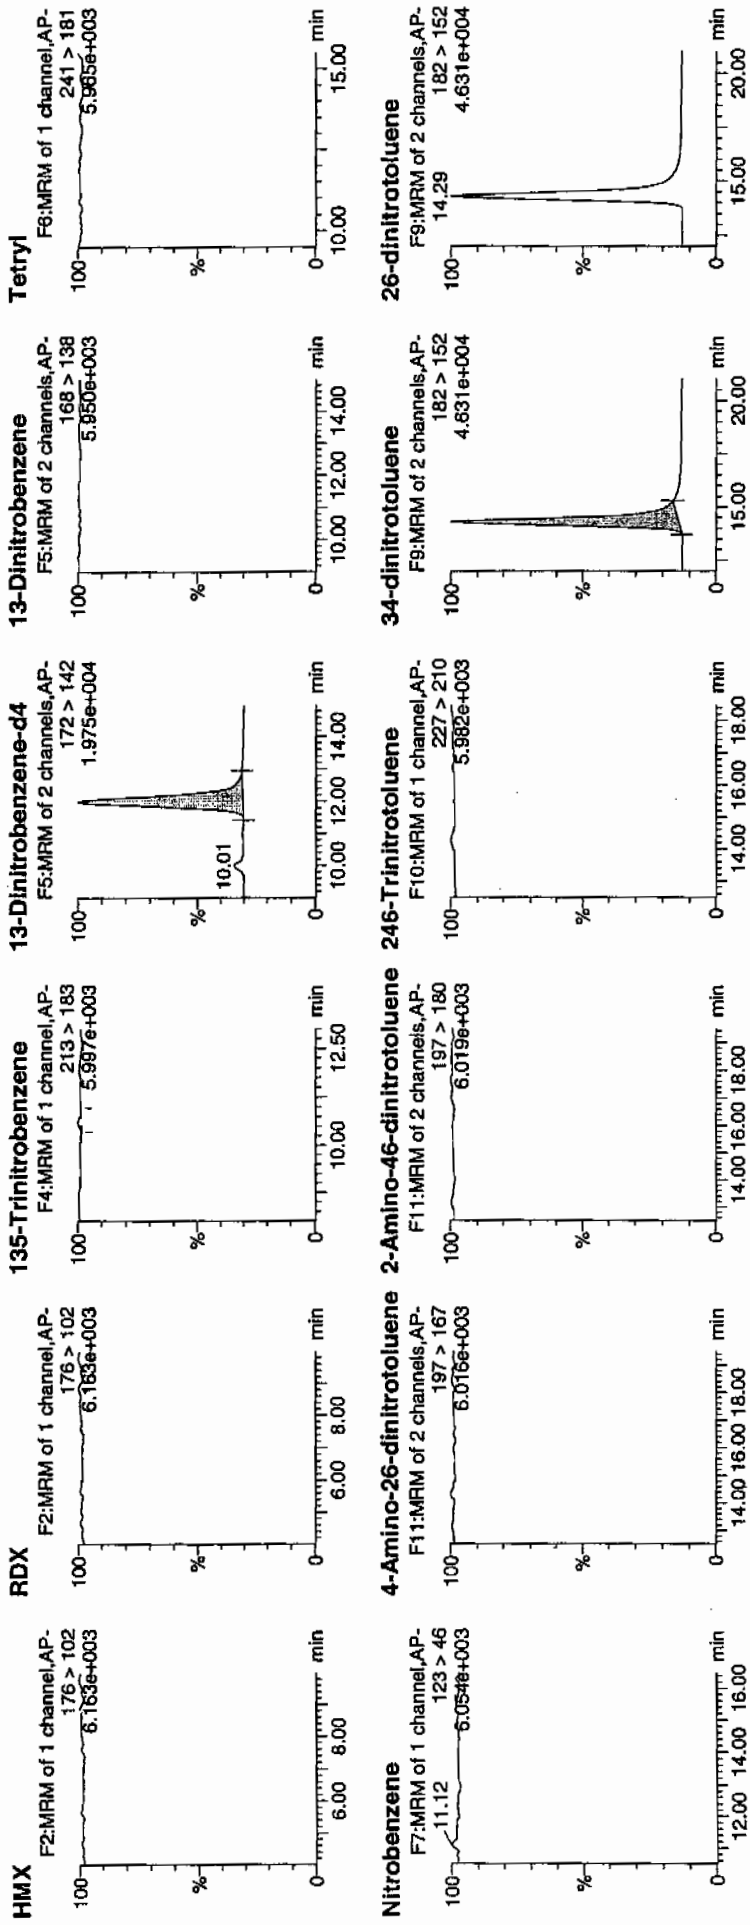 HMX
F2:MRM of 1 channel,AP-
176 > 102
6.163e+003
100
%
0
6.00 8.00 min
RDX
F2:MRM of 1 channel,AP-
176 > 102
6.163e+003
100
%
0
6.00 8.00 min
135-Trinitrobenzene
F4:MRM of 1 channel,AP-
213 > 183
5.997e+003
100
%
0
10.00 12.50 min
13-Dinitrobenzene-d4
F5:MRM of 2 channels,AP-
172 > 142
1.975e+004
100
10.01
%
0
10.00 12.00 14.00 min
13-Dinitrobenzene
F5:MRM of 2 channels,AP-
168 > 138
5.950e+003
100
%
0
10.00 12.00 14.00 min
Tetryl
F6:MRM of 1 channel,AP-
241 > 181
5.965e+003
100
%
0
10.00 15.00 min
Nitrobenzene
F7:MRM of 1 channel,AP-
11.12 123 > 46
6.054e+003
100
%
0
12.00 14.00 16.00 min
4-Amino-26-dinitrotoluene
F11:MRM of 2 channels,AP-
197 > 167
6.016e+003
100
%
0
14.00 16.00 18.00 min
2-Amino-46-dinitrotoluene
F11:MRM of 2 channels,AP-
197 > 180
6.019e+003
100
%
0
14.00 16.00 18.00 min
246-Trinitrotoluene
F10:MRM of 1 channel,AP-
227 > 210
5.982e+003
100
%
0
14.00 16.00 18.00 min
34-dinitrotoluene
F9:MRM of 2 channels,AP-
182 > 152
4.631e+004
100
%
0
15.00 20.00 min
26-dinitrotoluene
F9:MRM of 2 channels,AP-
14.29 182 > 152
4.631e+004
100
%
0
15.00 20.00 min